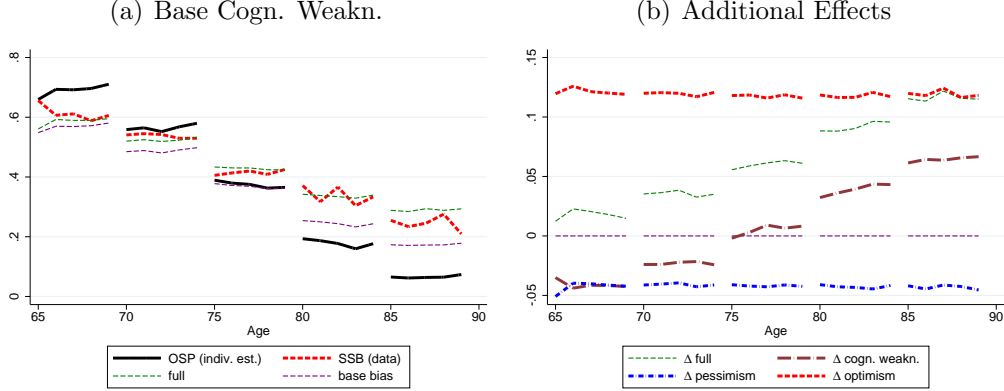 (a) Base Cogn. Weakn.
.8
.6
.4
.2
0
65 70 75 80 85 90
Age
OSP (indiv. est.) SSB (data)
full base bias
(b) Additional Effects
.15
.1
.05
0
-.05
65 70 75 80 85 90
Age
Δ full Δ cogn. weakn.
Δ pessimism Δ optimism